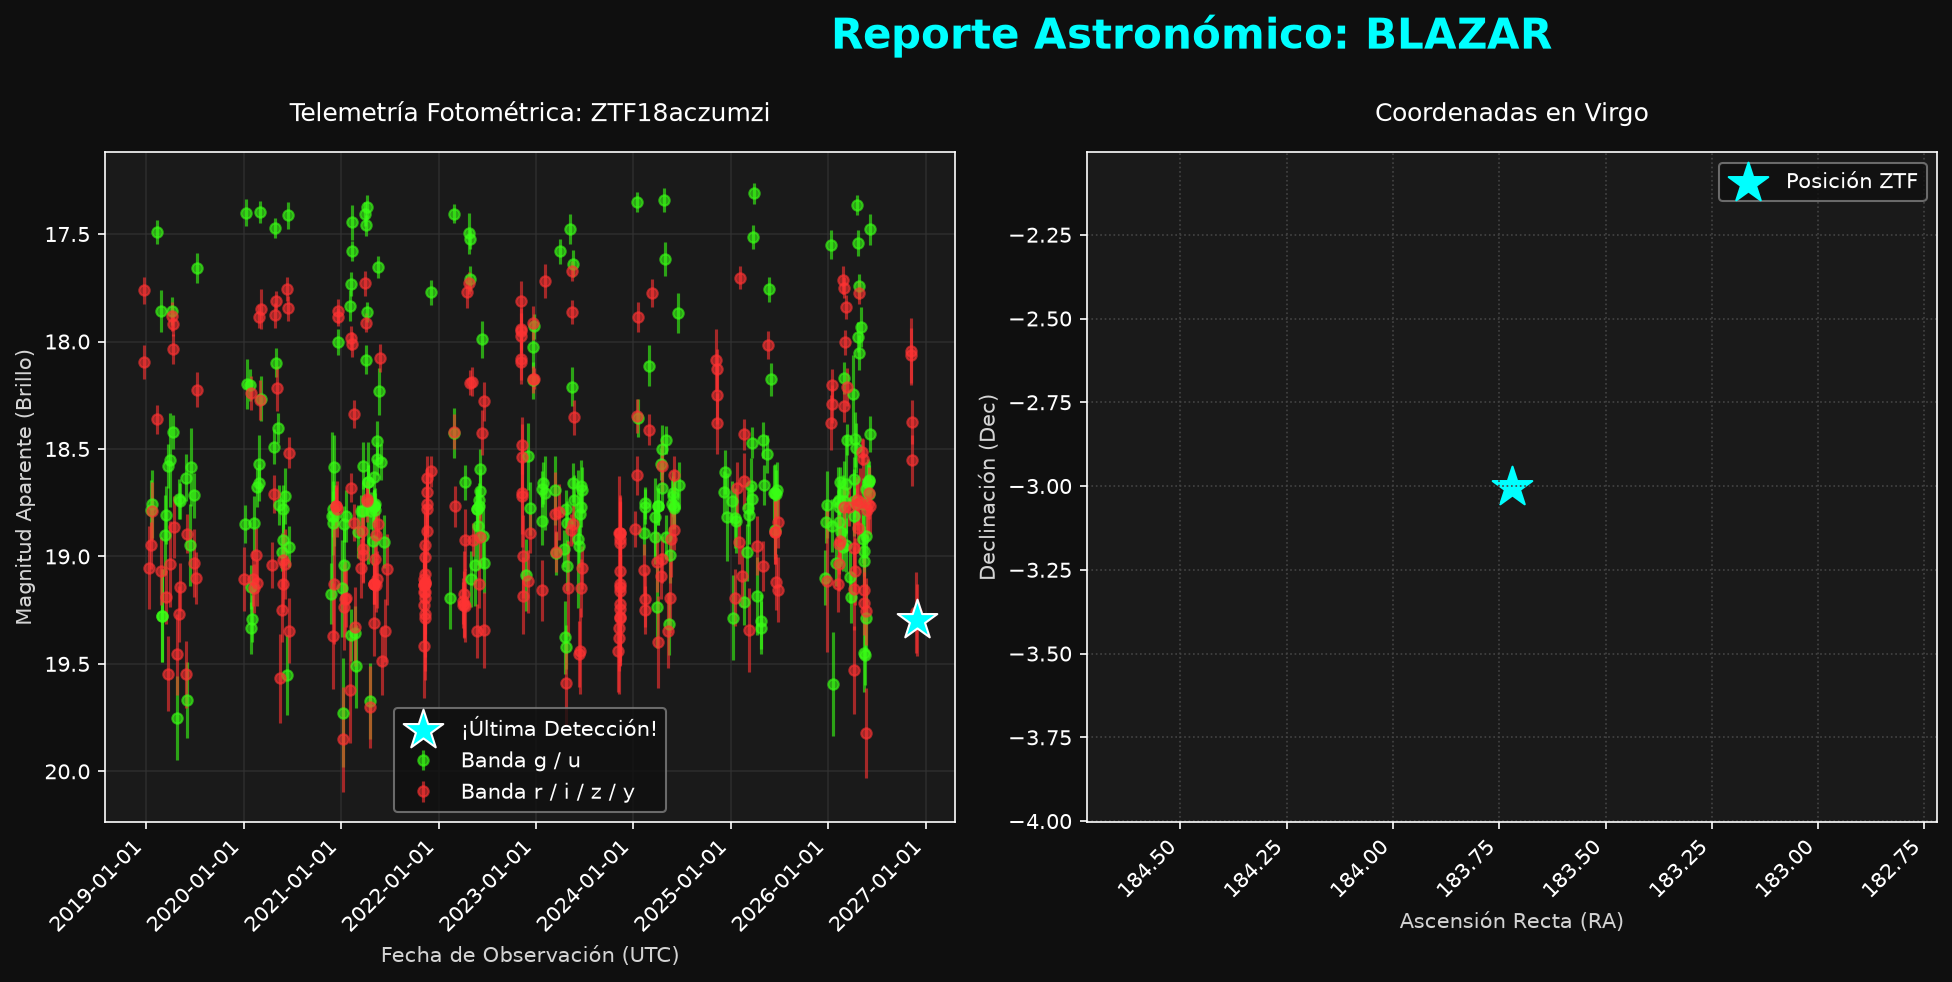 Reporte Astronómico: BLAZAR
Telemetría Fotométrica: ZTF18aczumzi
Magnitud Aparente (Brillo)
17.5
18.0
18.5
19.0
19.5
20.0
¡Última Detección!
Banda g / u
Banda r / i / z / y
2019-01-01
2020-01-01
2021-01-01
2022-01-01
2023-01-01
2024-01-01
2025-01-01
2026-01-01
2027-01-01
Fecha de Observación (UTC)
Coordenadas en Virgo
Posición ZTF
Declinación (Dec)
−2.25
−2.50
−2.75
−3.00
−3.25
−3.50
−3.75
−4.00
184.50
184.25
184.00
183.75
183.50
183.25
183.00
182.75
Ascensión Recta (RA)